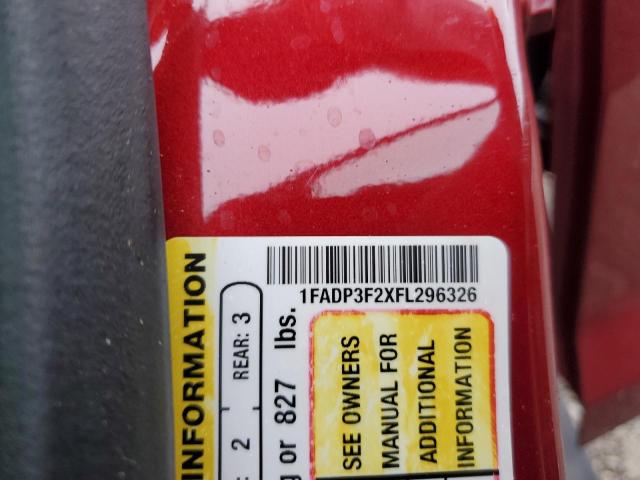 1FADP3F2XFL296326
INFORMATION
: 2 REAR: 3
g or 827 lbs.
SEE OWNERS
MANUAL FOR
ADDITIONAL
INFORMATION